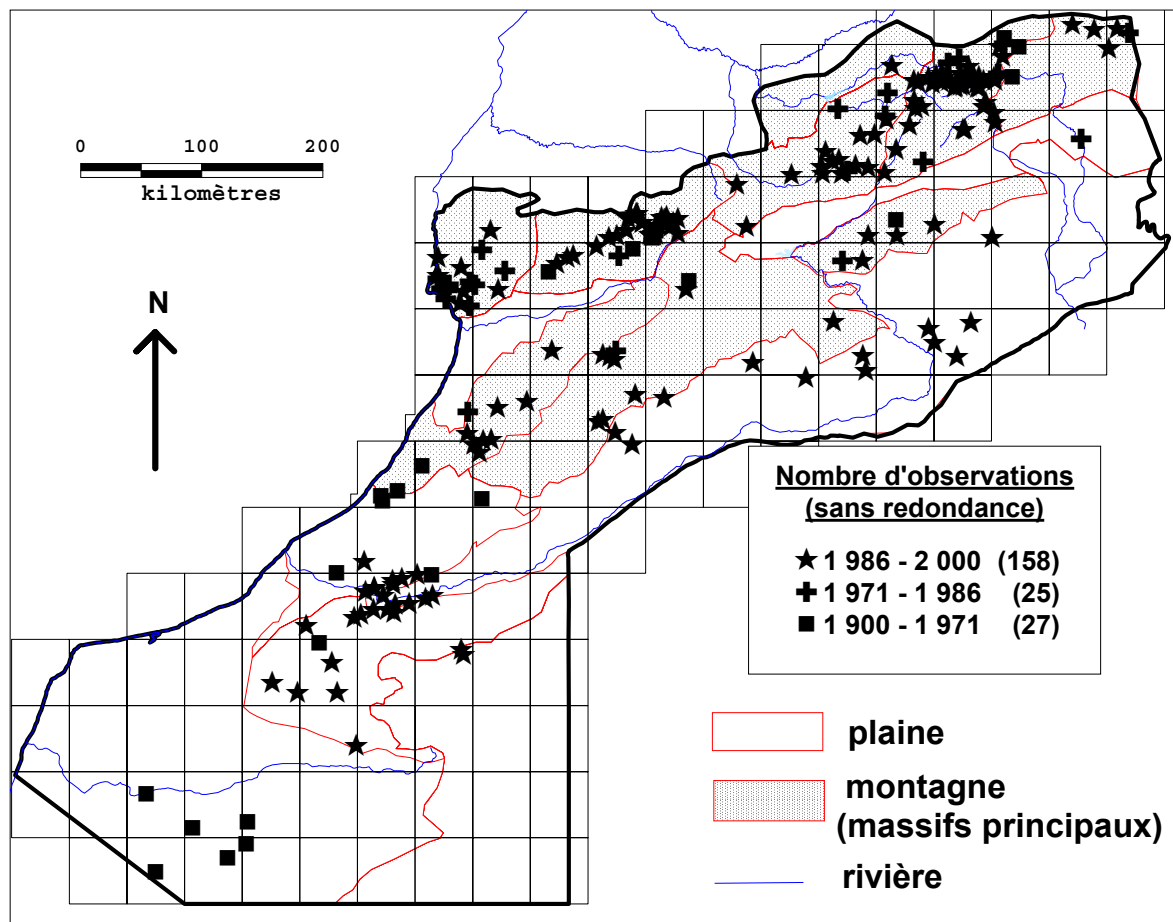 0 100 200
kilomètres
N
Nombre d'observations
(sans redondance)
1 986 - 2 000 (158)
1 971 - 1 986 (25)
1 900 - 1 971 (27)
plaine
montagne
(massifs principaux)
rivière